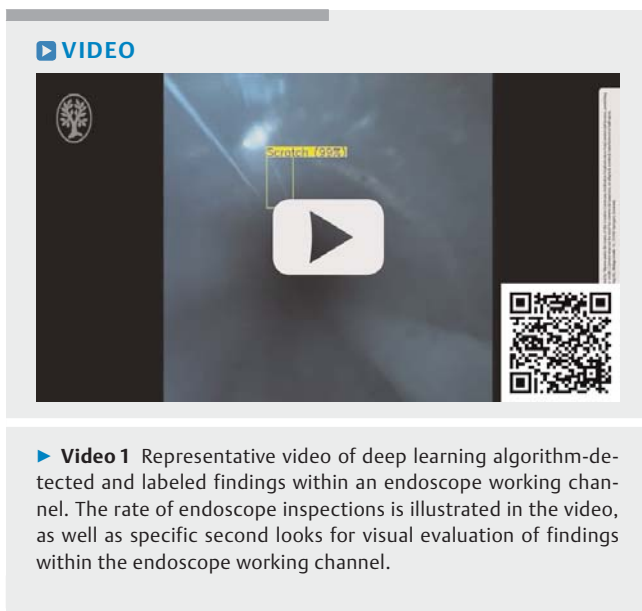 VIDEO
Scratch (99%)
▶ Video 1 Representative video of deep learning algorithm-de-
tected and labeled findings within an endoscope working chan-
nel. The rate of endoscope inspections is illustrated in the video,
as well as specific second looks for visual evaluation of findings
within the endoscope working channel.